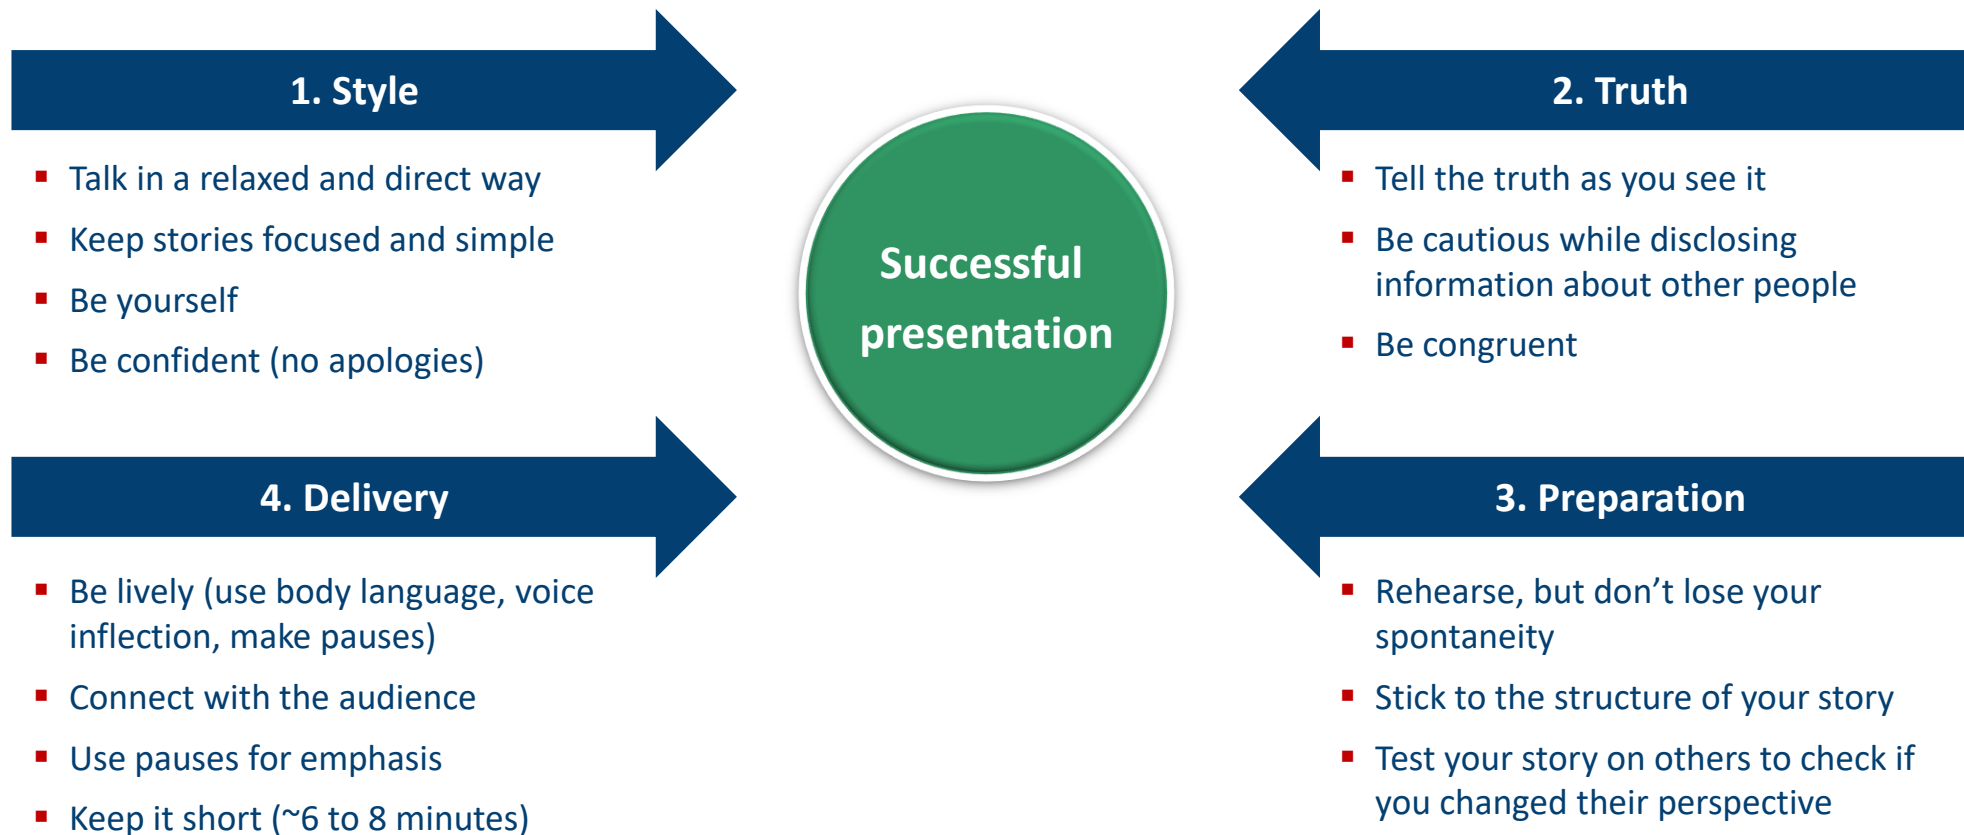 1. Style
▪ Talk in a relaxed and direct way
▪ Keep stories focused and simple
▪ Be yourself
▪ Be confident (no apologies)
Successful
presentation
2. Truth
▪ Tell the truth as you see it
▪ Be cautious while disclosing
information about other people
▪ Be congruent
4. Delivery
▪ Be lively (use body language, voice
inflection, make pauses)
▪ Connect with the audience
▪ Use pauses for emphasis
▪ Keep it short (~6 to 8 minutes)
3. Preparation
▪ Rehearse, but don’t lose your
spontaneity
▪ Stick to the structure of your story
▪ Test your story on others to check if
you changed their perspective